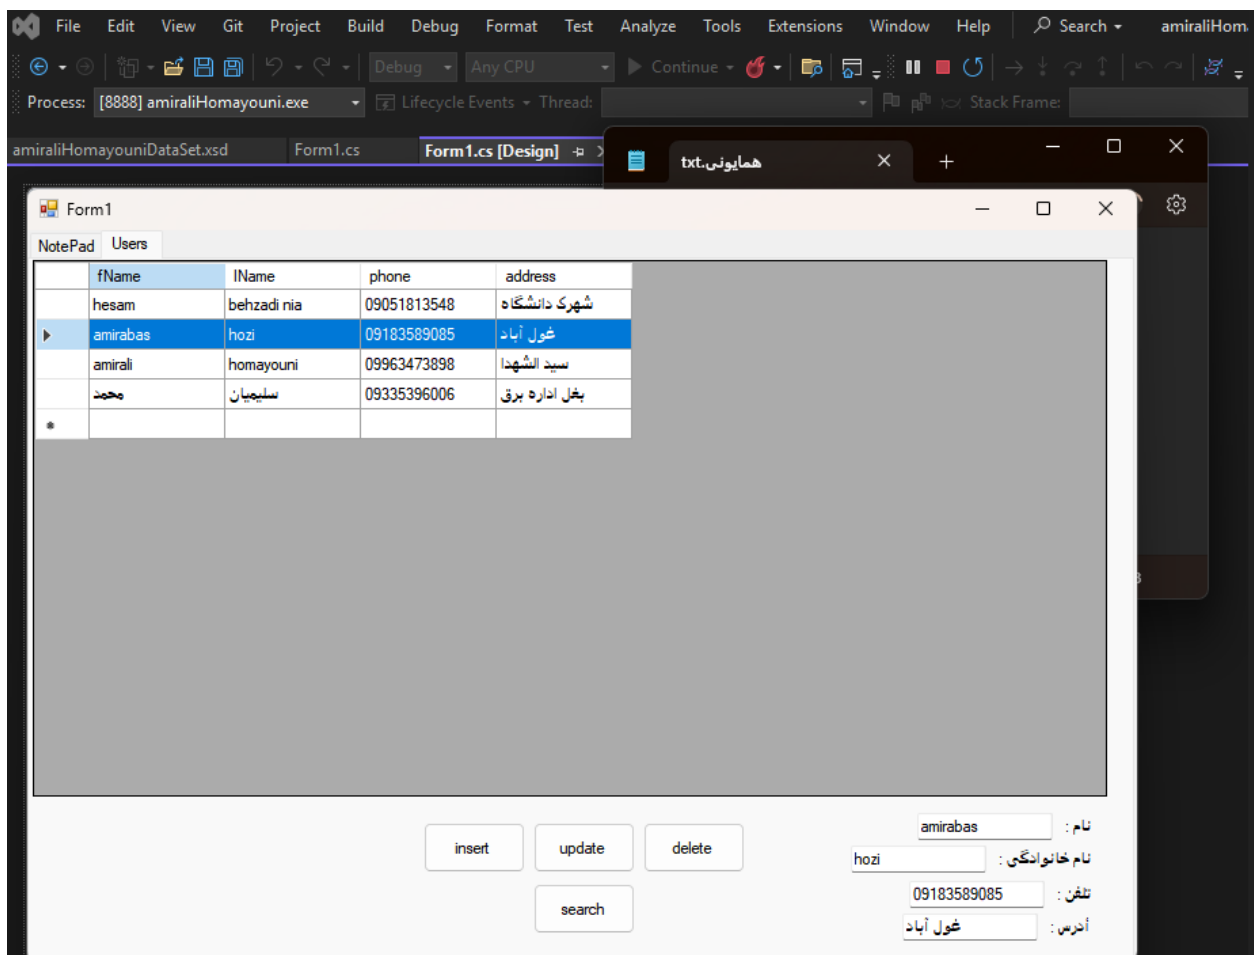 File Edit View Git Project Build Debug Format Test Analyze Tools Extensions Window Help Search amiraliHom
Debug Any CPU Continue
Process: [8888] amiraliHomayouni.exe Lifecycle Events Thread: Stack Frame:
amiraliHomayouniDataSet.xsd Form1.cs Form1.cs [Design]
همایونی.txt
Form1
NotePad Users
fName lName phone address
hesam behzadi nia 09051813548 شهرک دانشگاه
amirabas hozi 09183589085 غول آباد
amirali homayouni 09963473898 سید الشهدا
محمد سلیمیان 09335396006 بغل اداره برق
insert update delete
search
نام : amirabas
نام خانوادگی : hozi
تلفن : 09183589085
آدرس : غول آباد